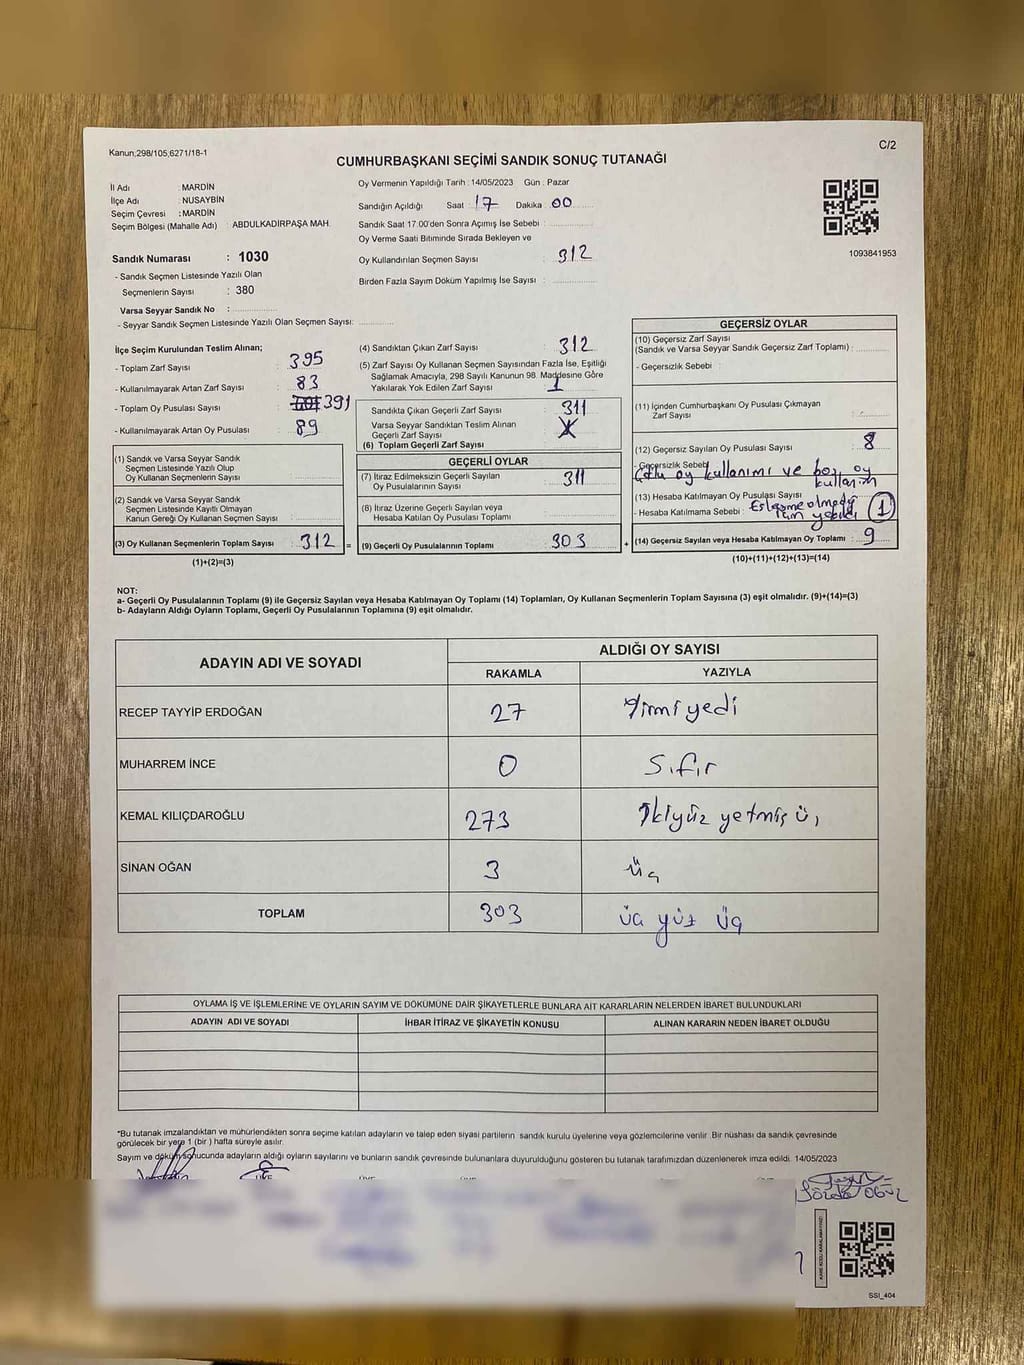 Kanun;298/105;6271/18-1
C/2
CUMHURBAŞKANI SEÇİMİ SANDIK SONUÇ TUTANAĞI
İl Adı : MARDİN
İlçe Adı : NUSAYBİN
Seçim Çevresi : MARDİN
Seçim Bölgesi (Mahalle Adı) : ABDULKADİRPAŞA MAH.
Oy Vermenin Yapıldığı Tarih : 14/05/2023 Gün : Pazar
Sandığın Açıldığı Saat : 17 Dakika : 00
Sandık Saat 17:00'den Sonra Açımış İse Sebebi :
Oy Verme Saati Bitiminde Sırada Bekleyen ve
Oy Kullandırılan Seçmen Sayısı : 312
Birden Fazla Sayım Döküm Yapılmış İse Sayısı :
1093841953
Sandık Numarası : 1030
- Sandık Seçmen Listesinde Yazılı Olan
Seçmenlerin Sayısı : 380
Varsa Seyyar Sandık No :
- Seyyar Sandık Seçmen Listesinde Yazılı Olan Seçmen Sayısı:
İlçe Seçim Kurulundan Teslim Alınan;
- Toplam Zarf Sayısı : 395
- Kullanılmayarak Artan Zarf Sayısı : 83
- Toplam Oy Pusulası Sayısı : 391
- Kullanılmayarak Artan Oy Pusulası : 89
(1) Sandık ve Varsa Seyyar Sandık
Seçmen Listesinde Yazılı Olup
Oy Kullanan Seçmenlerin Sayısı :
(2) Sandık ve Varsa Seyyar Sandık
Seçmen Listesinde Kayıtlı Olmayan
Kanun Gereği Oy Kullanan Seçmen Sayısı :
(3) Oy Kullanan Seçmenlerin Toplam Sayısı : 312 =
(1)+(2)=(3)
(4) Sandıktan Çıkan Zarf Sayısı : 312
(5) Zarf Sayısı Oy Kullanan Seçmen Sayısından Fazla İse, Eşitliği
Sağlamak Amacıyla, 298 Sayılı Kanunun 98. Maddesine Göre
Yakılarak Yok Edilen Zarf Sayısı : 1
Sandıkta Çıkan Geçerli Zarf Sayısı : 311
Varsa Seyyar Sandıktan Teslim Alınan
Geçerli Zarf Sayısı : X
(6) Toplam Geçerli Zarf Sayısı
GEÇERLİ OYLAR
(7) İtiraz Edilmeksizin Geçerli Sayılan
Oy Pusulalarının Sayısı : 311
(8) İtiraz Üzerine Geçerli Sayılan veya
Hesaba Katılan Oy Pusulası Toplamı :
(9) Geçerli Oy Pusulalarının Toplamı : 303 +
GEÇERSİZ OYLAR
(10) Geçersiz Zarf Sayısı
(Sandık ve Varsa Seyyar Sandık Geçersiz Zarf Toplamı) :
- Geçersizlik Sebebi :
(11) İçinden Cumhurbaşkanı Oy Pusulası Çıkmayan
Zarf Sayısı :
(12) Geçersiz Sayılan Oy Pusulası Sayısı : 8
- Geçersizlik Sebebi
Çoklu oy kullanımı ve boş oy
kullanım
(13) Hesaba Katılmayan Oy Pusulası Sayısı
- Hesaba Katılmama Sebebi : Eşleşme olmadığı 1
için yakıldı
(14) Geçersiz Sayılan veya Hesaba Katılmayan Oy Toplamı : 9
(10)+(11)+(12)+(13)=(14)
NOT:
a- Geçerli Oy Pusulalarının Toplamı (9) ile Geçersiz Sayılan veya Hesaba Katılmayan Oy Toplamı (14) Toplamları, Oy Kullanan Seçmenlerin Toplam Sayısına (3) eşit olmalıdır. (9)+(14)=(3)
b- Adayların Aldığı Oyların Toplamı, Geçerli Oy Pusulalarının Toplamına (9) eşit olmalıdır.
ADAYIN ADI VE SOYADI
ALDIĞI OY SAYISI
RAKAMLA YAZIYLA
RECEP TAYYİP ERDOĞAN 27 Yirmi yedi
MUHARREM İNCE 0 Sıfır
KEMAL KILIÇDAROĞLU 273 İkiyüz yetmiş üç
SİNAN OĞAN 3 üç
TOPLAM 303 üç yüz üç
OYLAMA İŞ VE İŞLEMLERİNE VE OYLARIN SAYIM VE DÖKÜMÜNE DAİR ŞİKAYETLERLE BUNLARA AİT KARARLARIN NELERDEN İBARET BULUNDUKLARI
ADAYIN ADI VE SOYADI İHBAR İTİRAZ VE ŞİKAYETİN KONUSU ALINAN KARARIN NEDEN İBARET OLDUĞU
*Bu tutanak imzalandıktan ve mühürlendikten sonra seçime katılan adayların ve talep eden siyasi partilerin sandık kurulu üyelerine veya gözlemcilerine verilir. Bir nüshası da sandık çevresinde
görülecek bir yere 1 (bir ) hafta süreyle asılır.
Sayım ve döküm sonucunda adayların aldığı oyların sayılarını ve bunların sandık çevresinde bulunanlara duyurulduğunu gösteren bu tutanak tarafımızdan düzenlenerek imza edildi. 14/05/2023
SSI_404